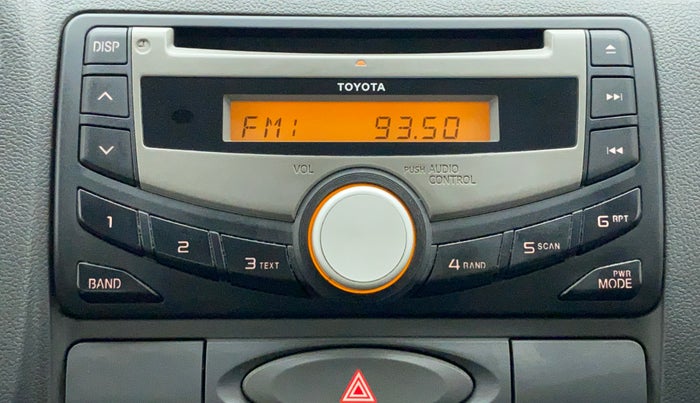 DISP
TOYOTA
FM1 93.50
VOL
PUSH AUDIO CONTROL
1
2
3 TEXT
4 RAND
5 SCAN
6 RPT
BAND
PWR
MODE